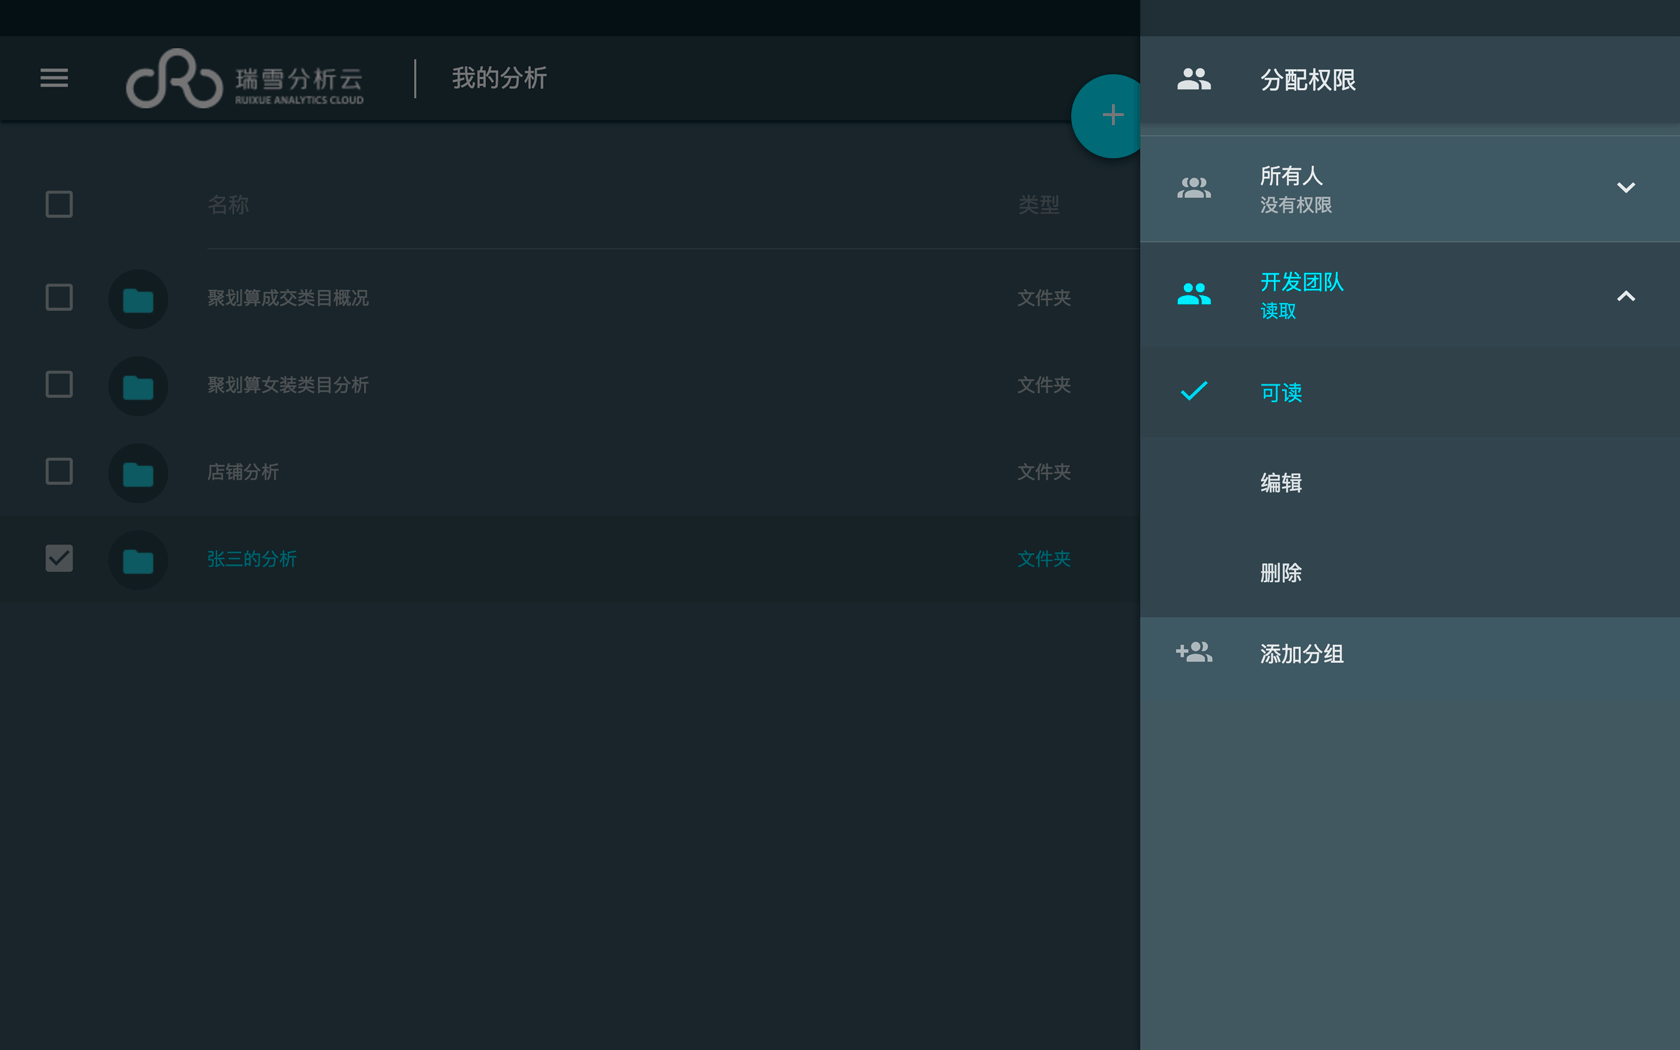 瑞雪分析云
RUIXUE ANALYTICS CLOUD
我的分析
名称 类型
聚划算成交类目概况 文件夹
聚划算女装类目分析 文件夹
店铺分析 文件夹
张三的分析 文件夹
分配权限
所有人
没有权限
开发团队
读取
可读
编辑
删除
添加分组